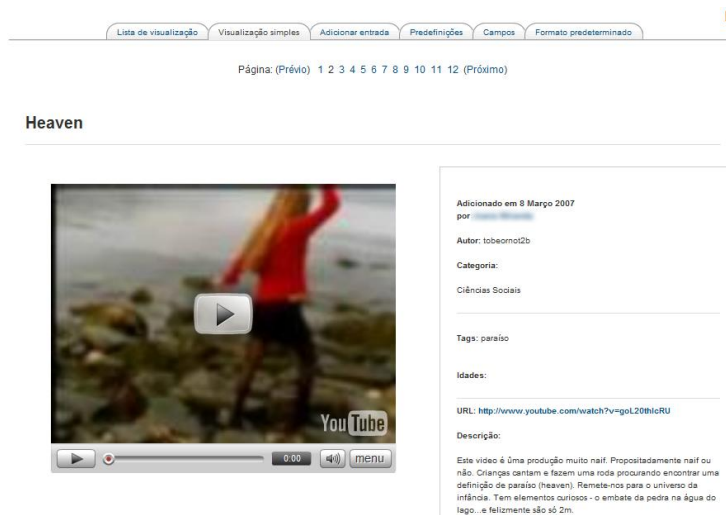 Lista de visualização Visualização simples Adicionar entrada Predefinições Campos Formato predeterminado
Página: (Prévio) 1 2 3 4 5 6 7 8 9 10 11 12 (Próximo)
Heaven
You Tube
0:00 menu
Adicionado em 8 Março 2007
por
Autor: tobeornot2b
Categoria:
Ciências Sociais
Tags: paraíso
Idades:
URL: http://www.youtube.com/watch?v=goL20thlcRU
Descrição:
Este video é úma produção muito naif. Propositadamente naif ou
não. Crianças cantam e fazem uma roda procurando encontrar uma
definição de paraíso (heaven). Remete-nos para o universo da
infância. Tem elementos curiosos - o embate da pedra na água do
lago...e felizmente são só 2m.